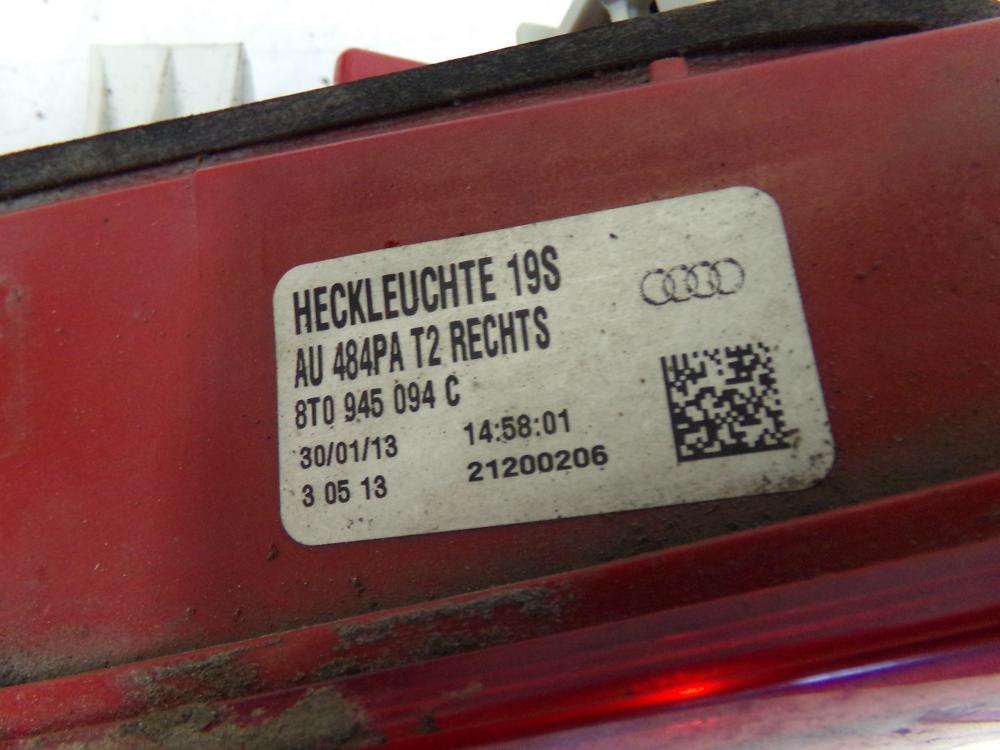 HECKLEUCHTE 19S
AU 484PA T2 RECHTS
8T0 945 094 C
30/01/13 14:58:01
3 05 13 21200206